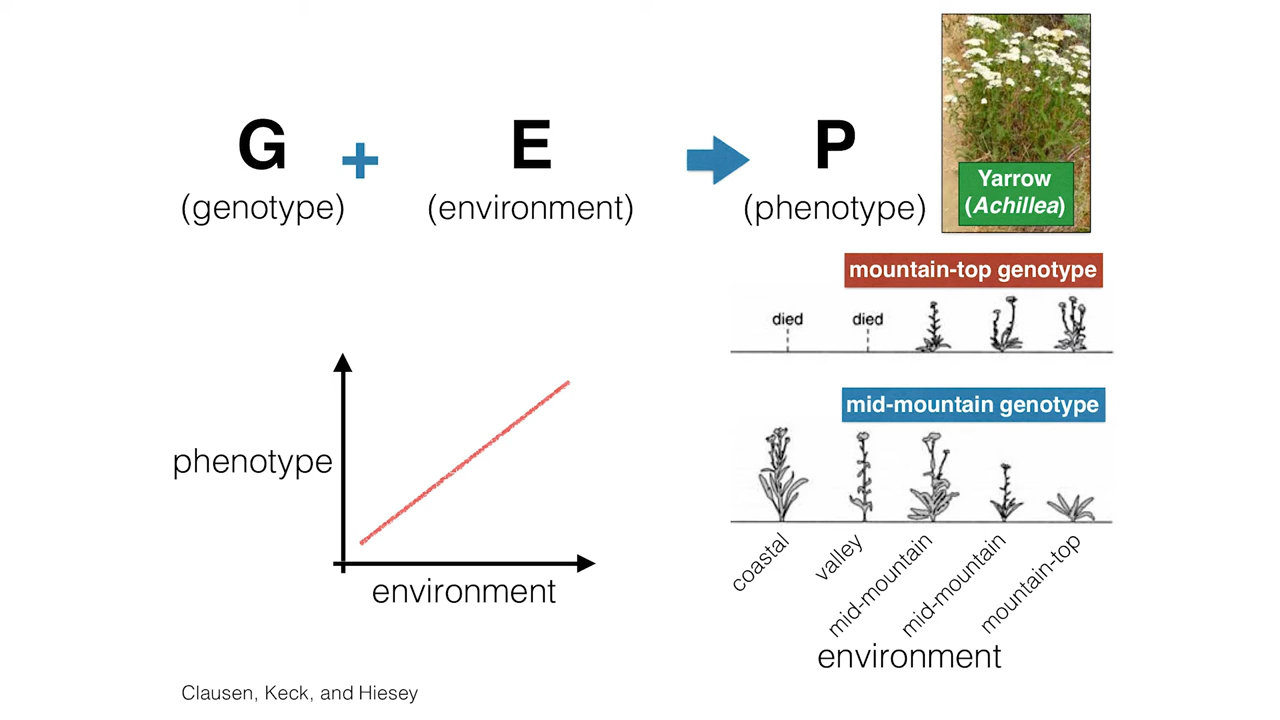 G + E P
(genotype) (environment) (phenotype)
Yarrow
(Achillea)
mountain-top genotype
died died
mid-mountain genotype
phenotype
environment
coastal
valley
mid-mountain
mid-mountain
mountain-top
environment
Clausen, Keck, and Hiesey